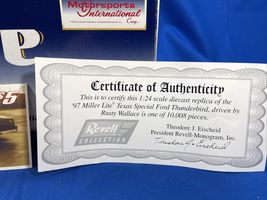 Motorsports
International
Corp.
P
Certificate of Authenticity
This is to certify this 1:24 scale diecast replica of the
'97 Miller Lite® Texas Special Ford Thunderbird, driven by
Rusty Wallace is one of 10,008 pieces.
Revell
COLLECTION
Theodore J. Eischeid
President Revell-Monogram, Inc.
Theodore J. Eischeid